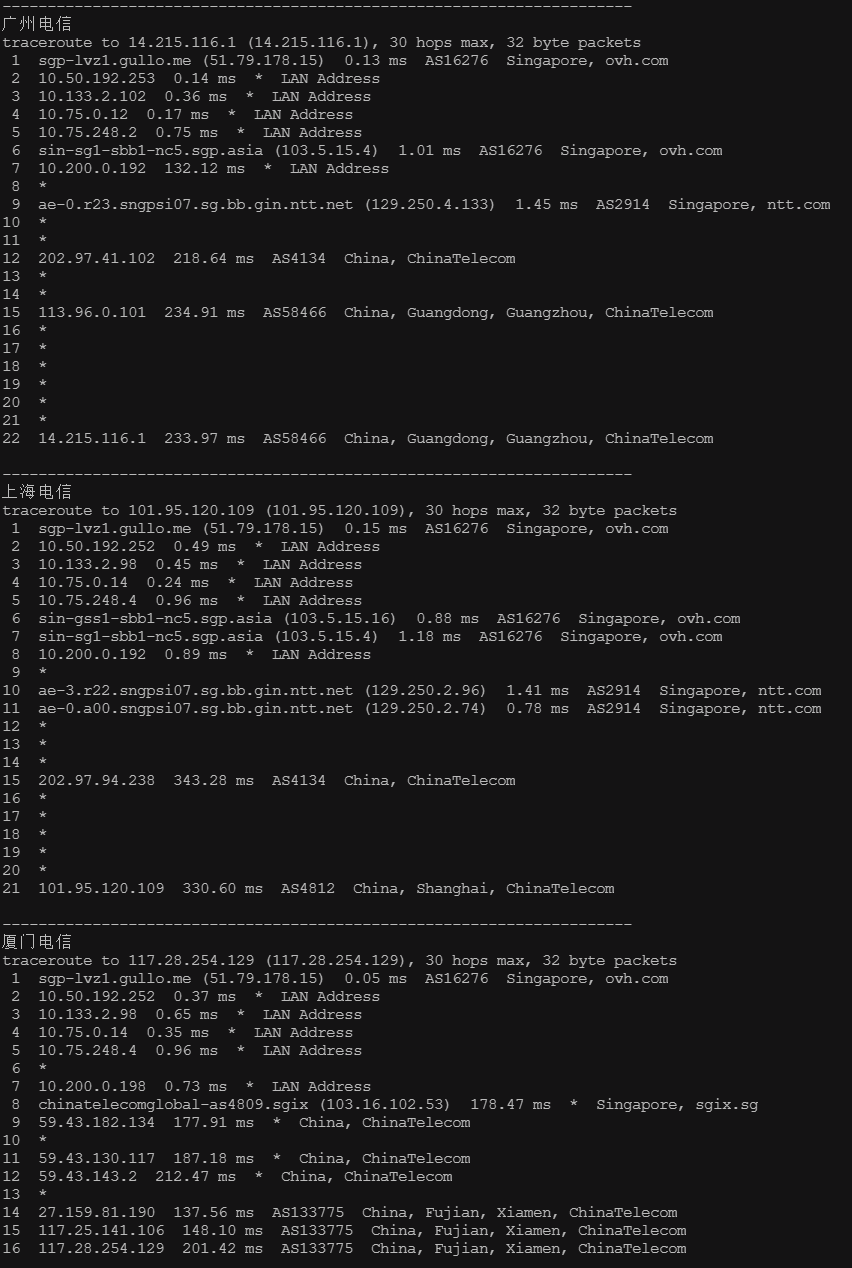 ----------------------------------------------------------------------
广州电信
traceroute to 14.215.116.1 (14.215.116.1), 30 hops max, 32 byte packets
 1  sgp-lvz1.gullo.me (51.79.178.15)  0.13 ms  AS16276  Singapore, ovh.com
 2  10.50.192.253  0.14 ms  *  LAN Address
 3  10.133.2.102  0.36 ms  *  LAN Address
 4  10.75.0.12  0.17 ms  *  LAN Address
 5  10.75.248.2  0.75 ms  *  LAN Address
 6  sin-sg1-sbb1-nc5.sgp.asia (103.5.15.4)  1.01 ms  AS16276  Singapore, ovh.com
 7  10.200.0.192  132.12 ms  *  LAN Address
 8  *
 9  ae-0.r23.sngpsi07.sg.bb.gin.ntt.net (129.250.4.133)  1.45 ms  AS2914  Singapore, ntt.com
10  *
11  *
12  202.97.41.102  218.64 ms  AS4134  China, ChinaTelecom
13  *
14  *
15  113.96.0.101  234.91 ms  AS58466  China, Guangdong, Guangzhou, ChinaTelecom
16  *
17  *
18  *
19  *
20  *
21  *
22  14.215.116.1  233.97 ms  AS58466  China, Guangdong, Guangzhou, ChinaTelecom
----------------------------------------------------------------------
上海电信
traceroute to 101.95.120.109 (101.95.120.109), 30 hops max, 32 byte packets
 1  sgp-lvz1.gullo.me (51.79.178.15)  0.15 ms  AS16276  Singapore, ovh.com
 2  10.50.192.252  0.49 ms  *  LAN Address
 3  10.133.2.98  0.45 ms  *  LAN Address
 4  10.75.0.14  0.24 ms  *  LAN Address
 5  10.75.248.4  0.96 ms  *  LAN Address
 6  sin-gss1-sbb1-nc5.sgp.asia (103.5.15.16)  0.88 ms  AS16276  Singapore, ovh.com
 7  sin-sg1-sbb1-nc5.sgp.asia (103.5.15.4)  1.18 ms  AS16276  Singapore, ovh.com
 8  10.200.0.192  0.89 ms  *  LAN Address
 9  *
10  ae-3.r22.sngpsi07.sg.bb.gin.ntt.net (129.250.2.96)  1.41 ms  AS2914  Singapore, ntt.com
11  ae-0.a00.sngpsi07.sg.bb.gin.ntt.net (129.250.2.74)  0.78 ms  AS2914  Singapore, ntt.com
12  *
13  *
14  *
15  202.97.94.238  343.28 ms  AS4134  China, ChinaTelecom
16  *
17  *
18  *
19  *
20  *
21  101.95.120.109  330.60 ms  AS4812  China, Shanghai, ChinaTelecom
----------------------------------------------------------------------
厦门电信
traceroute to 117.28.254.129 (117.28.254.129), 30 hops max, 32 byte packets
 1  sgp-lvz1.gullo.me (51.79.178.15)  0.05 ms  AS16276  Singapore, ovh.com
 2  10.50.192.252  0.37 ms  *  LAN Address
 3  10.133.2.98  0.65 ms  *  LAN Address
 4  10.75.0.14  0.35 ms  *  LAN Address
 5  10.75.248.4  0.96 ms  *  LAN Address
 6  *
 7  10.200.0.198  0.73 ms  *  LAN Address
 8  chinatelecomglobal-as4809.sgix (103.16.102.53)  178.47 ms  *  Singapore, sgix.sg
 9  59.43.182.134  177.91 ms  *  China, ChinaTelecom
10  *
11  59.43.130.117  187.18 ms  *  China, ChinaTelecom
12  59.43.143.2  212.47 ms  *  China, ChinaTelecom
13  *
14  27.159.81.190  137.56 ms  AS133775  China, Fujian, Xiamen, ChinaTelecom
15  117.25.141.106  148.10 ms  AS133775  China, Fujian, Xiamen, ChinaTelecom
16  117.28.254.129  201.42 ms  AS133775  China, Fujian, Xiamen, ChinaTelecom